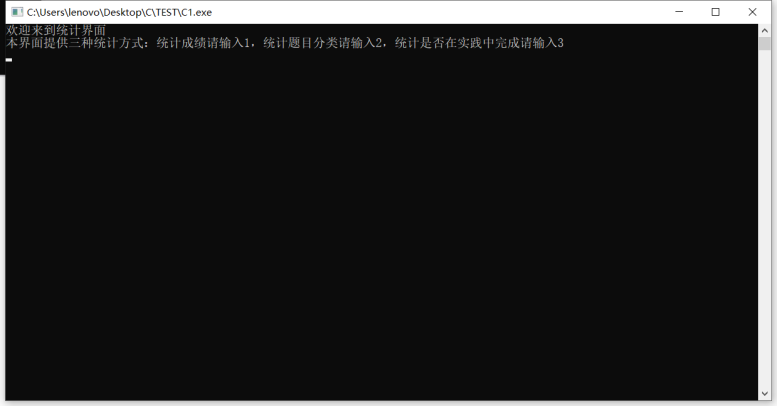 C:\Users\lenovo\Desktop\C\TEST\C1.exe
欢迎来到统计界面
本界面提供三种统计方式：统计成绩请输入1，统计题目分类请输入2，统计是否在实践中完成请输入3